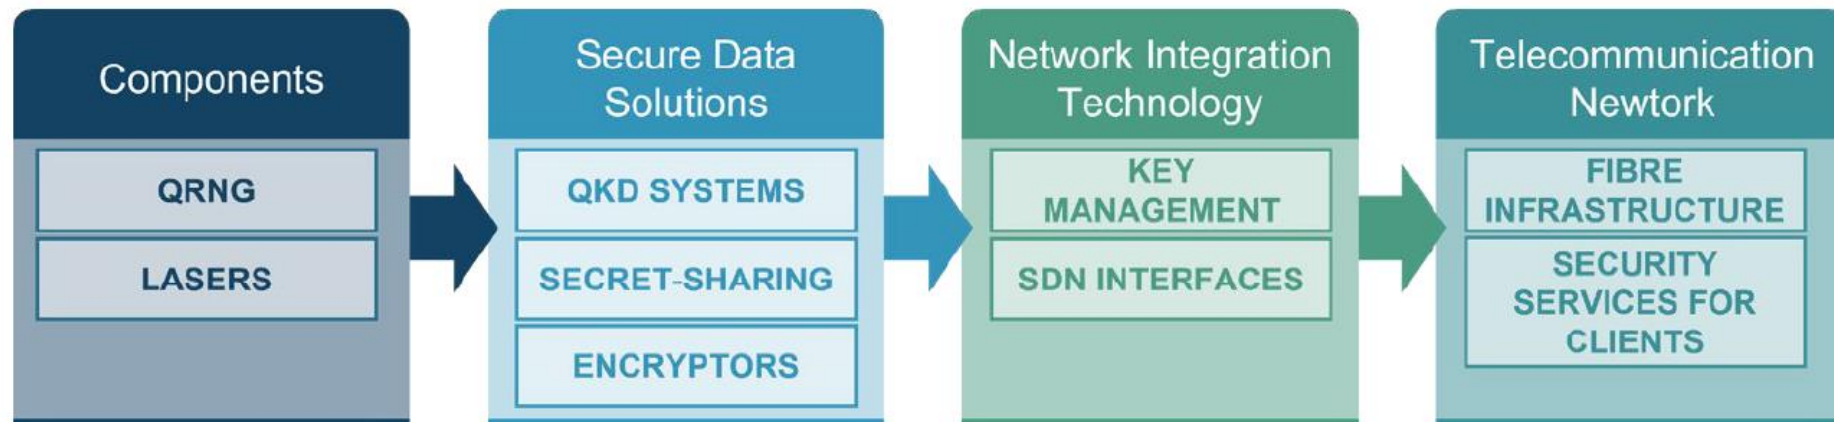 Components
QRNG
LASERS
Secure Data
Solutions
QKD SYSTEMS
SECRET-SHARING
ENCRYPTORS
Network Integration
Technology
KEY
MANAGEMENT
SDN INTERFACES
Telecommunication
Newtork
FIBRE
INFRASTRUCTURE
SECURITY
SERVICES FOR
CLIENTS